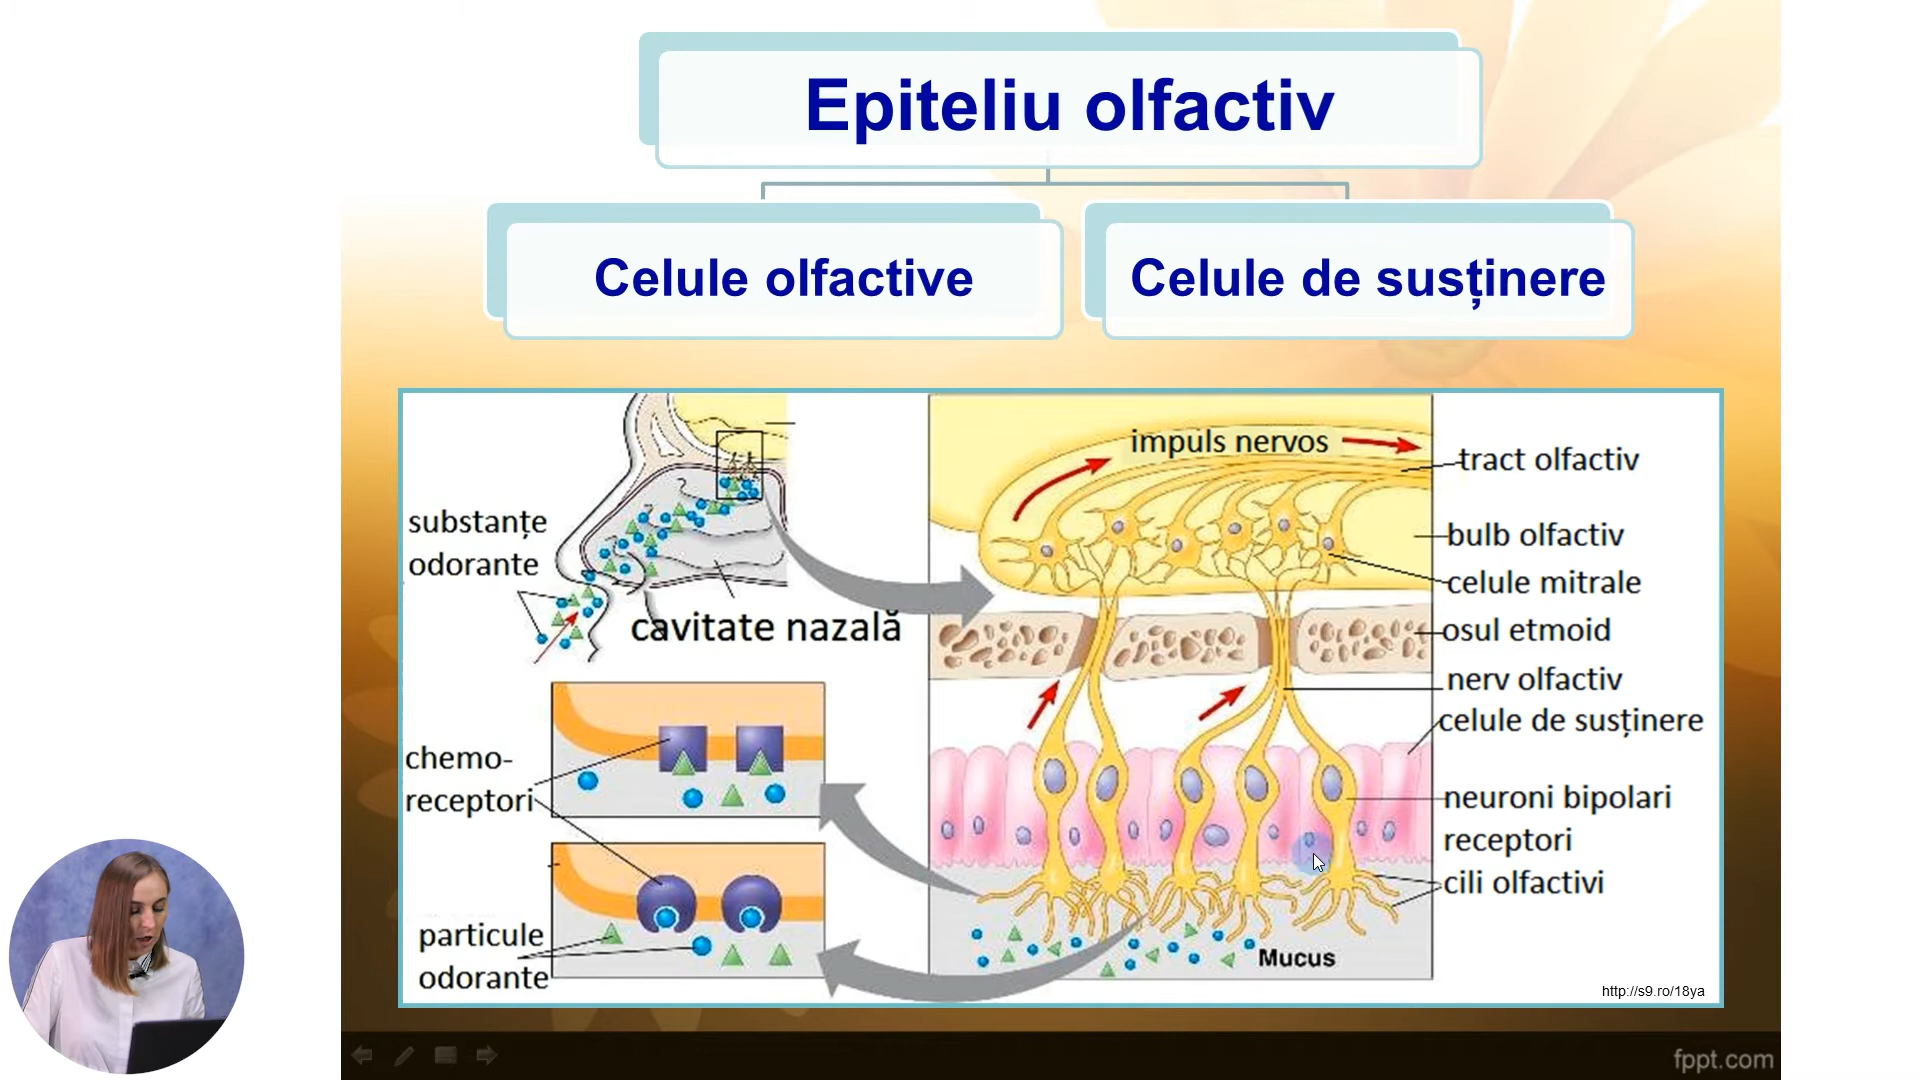 Epiteliu olfactiv
Celule olfactive
Celule de susținere
substanțe
odorante
cavitate nazală
chemo-
receptori
particule
odorante
impuls nervos
tract olfactiv
bulb olfactiv
celule mitrale
osul etmoid
nerv olfactiv
celule de susținere
neuroni bipolari
receptori
cili olfactivi
Mucus
http://s9.ro/18ya
fppt.com